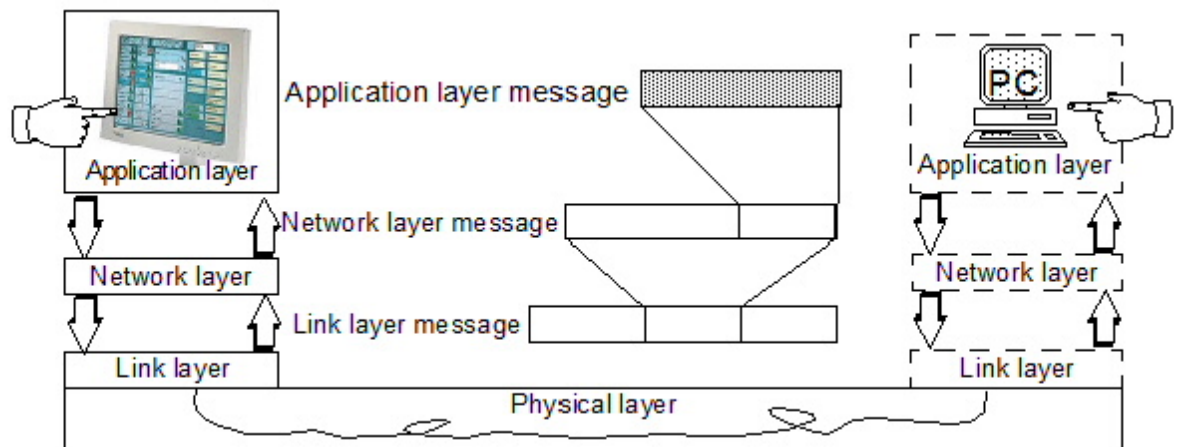 Application layer message
PC
Application layer
Application layer
Network layer message
Network layer
Network layer
Link layer message
Link layer
Link layer
Physical layer